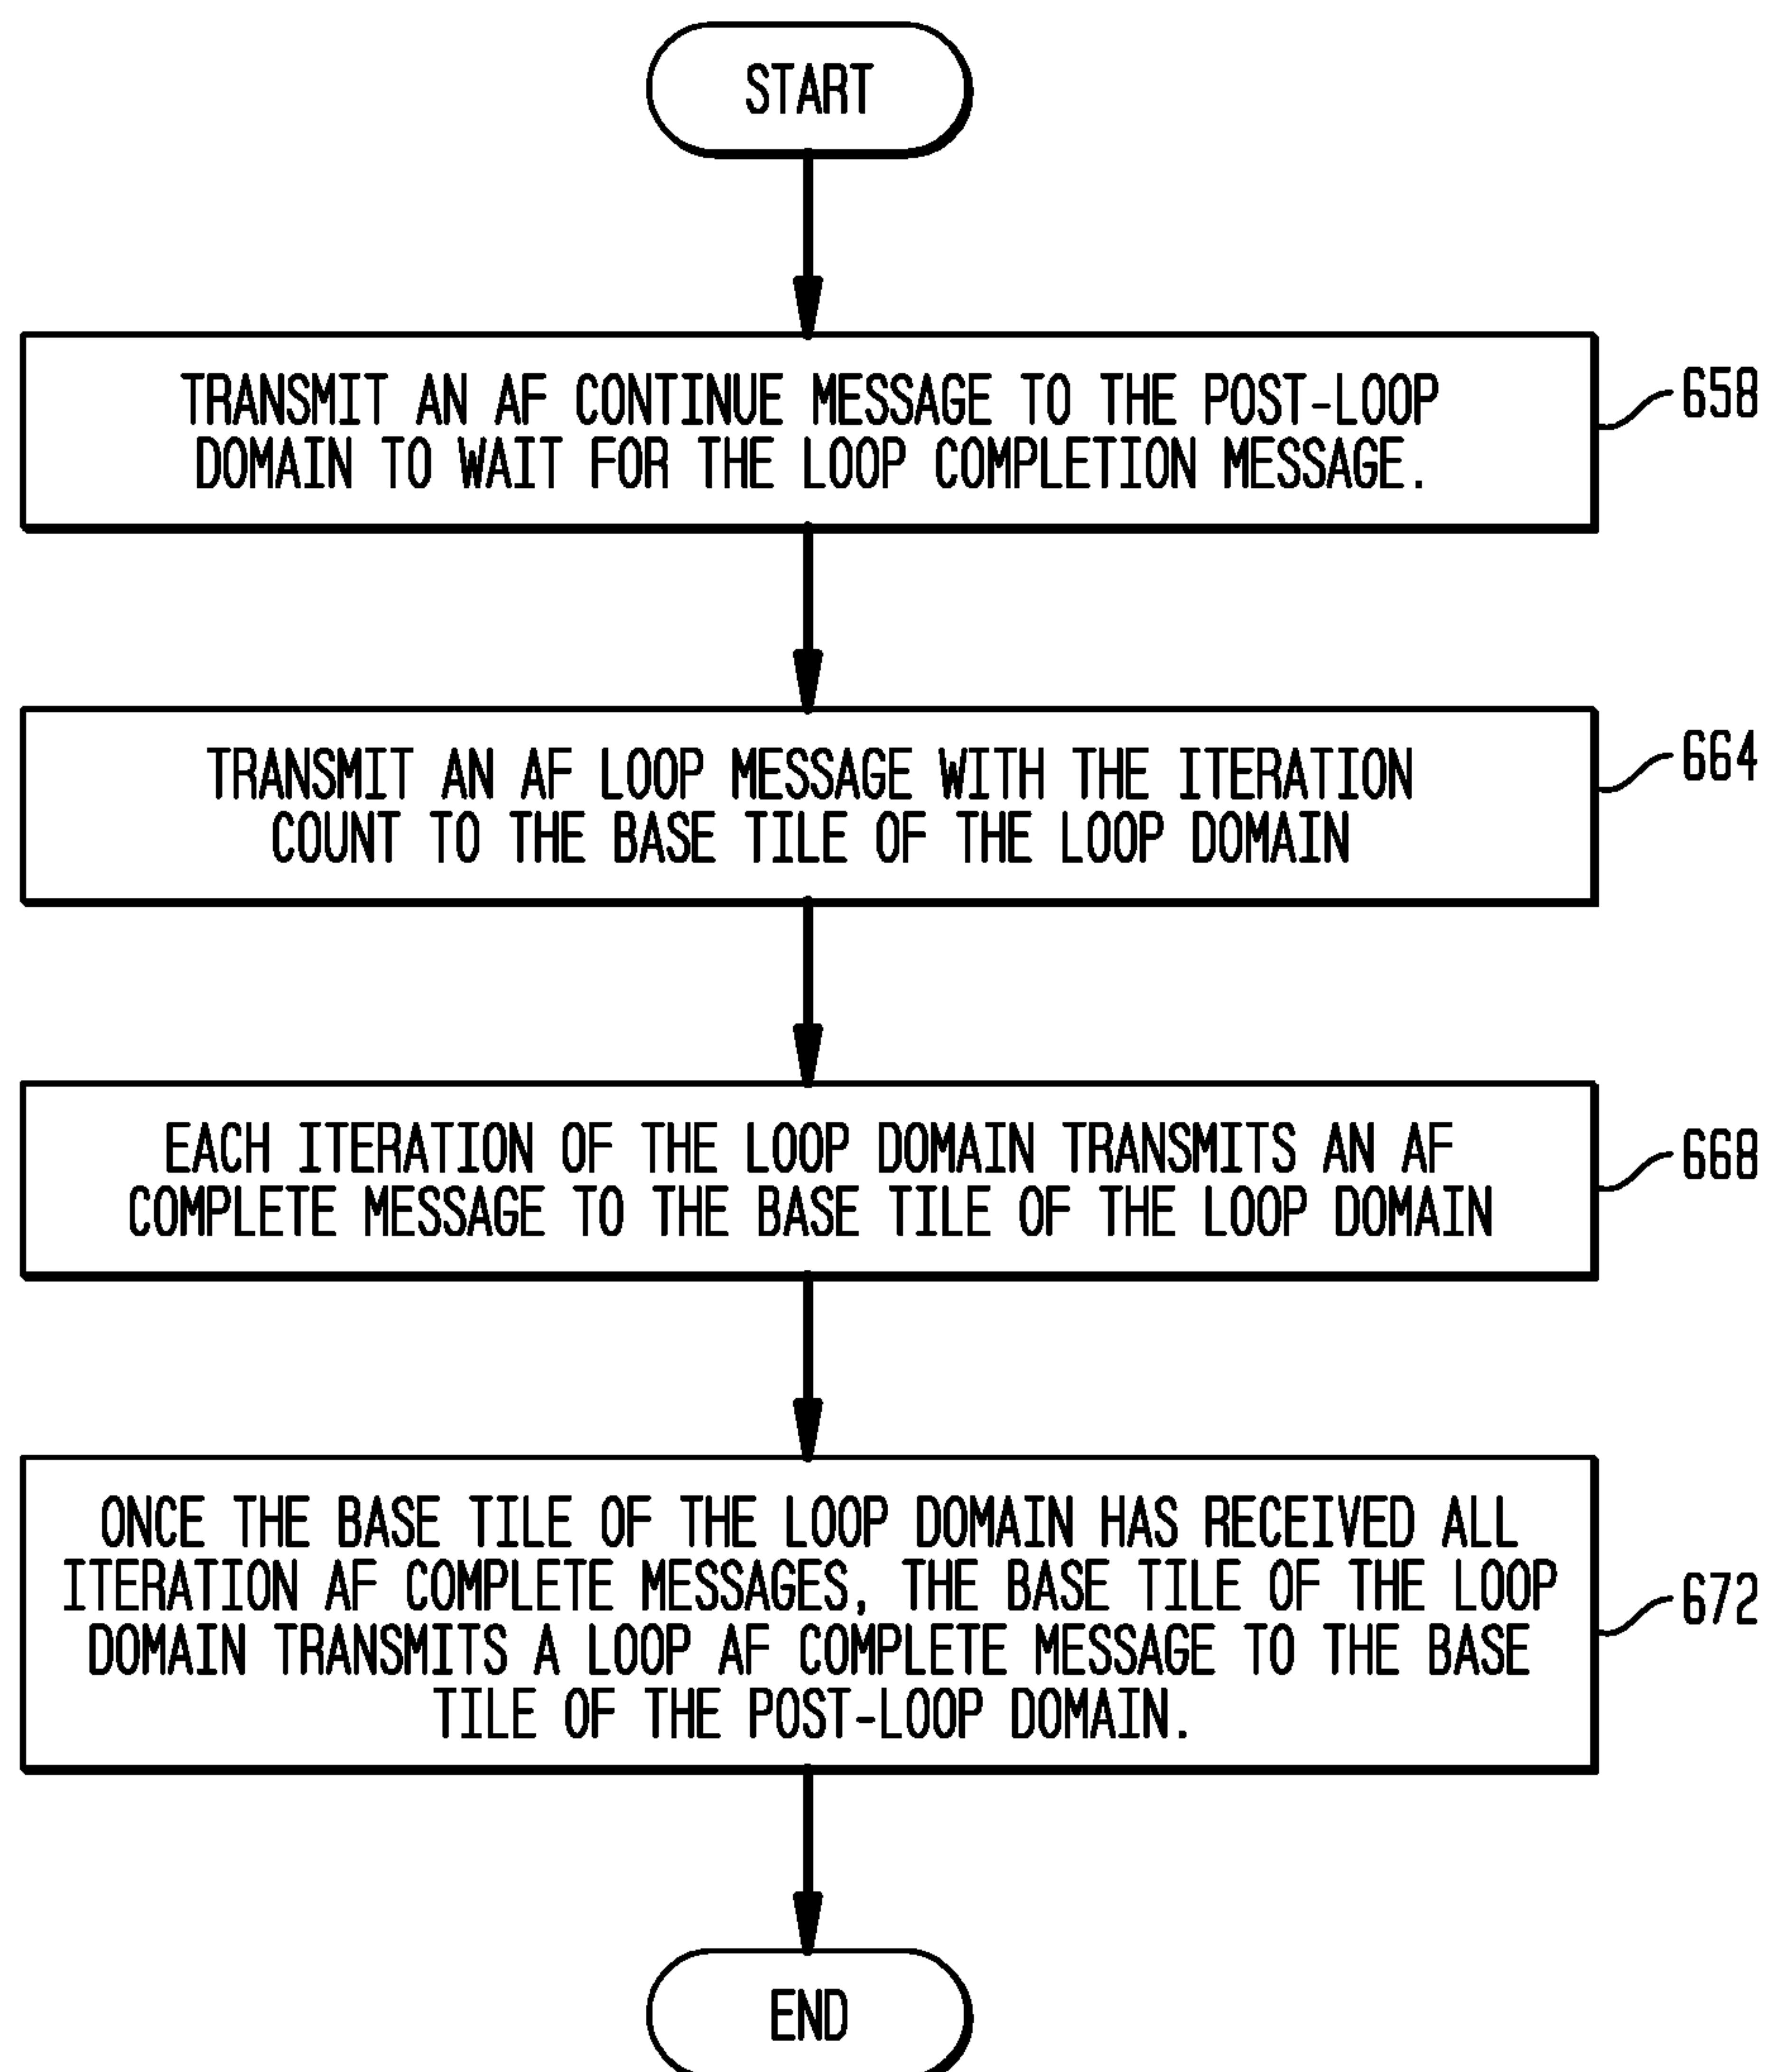 START
TRANSMIT AN AF CONTINUE MESSAGE TO THE POST-LOOP
DOMAIN TO WAIT FOR THE LOOP COMPLETION MESSAGE.
658
TRANSMIT AN AF LOOP MESSAGE WITH THE ITERATION
COUNT TO THE BASE TILE OF THE LOOP DOMAIN
664
EACH ITERATION OF THE LOOP DOMAIN TRANSMITS AN AF
COMPLETE MESSAGE TO THE BASE TILE OF THE LOOP DOMAIN
668
ONCE THE BASE TILE OF THE LOOP DOMAIN HAS RECEIVED ALL
ITERATION AF COMPLETE MESSAGES, THE BASE TILE OF THE LOOP
DOMAIN TRANSMITS A LOOP AF COMPLETE MESSAGE TO THE BASE
TILE OF THE POST-LOOP DOMAIN.
672
END